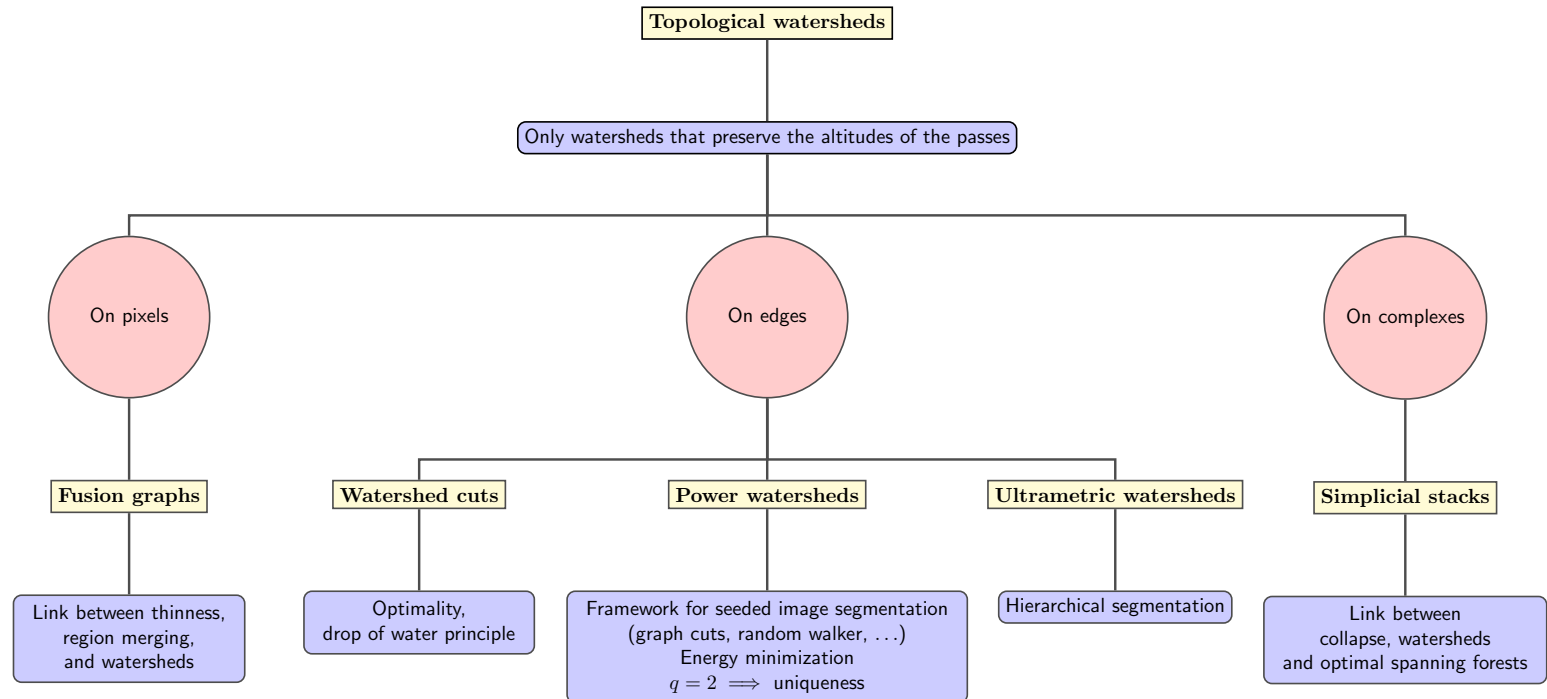 Topological watersheds
Only watersheds that preserve the altitudes of the passes
On pixels
On edges
On complexes
Fusion graphs
Watershed cuts
Power watersheds
Ultrametric watersheds
Simplicial stacks
Link between thinness,
region merging,
and watersheds
Optimality,
drop of water principle
Framework for seeded image segmentation
(graph cuts, random walker, ...)
Energy minimization
q = 2 ⟹ uniqueness
Hierarchical segmentation
Link between
collapse, watersheds
and optimal spanning forests